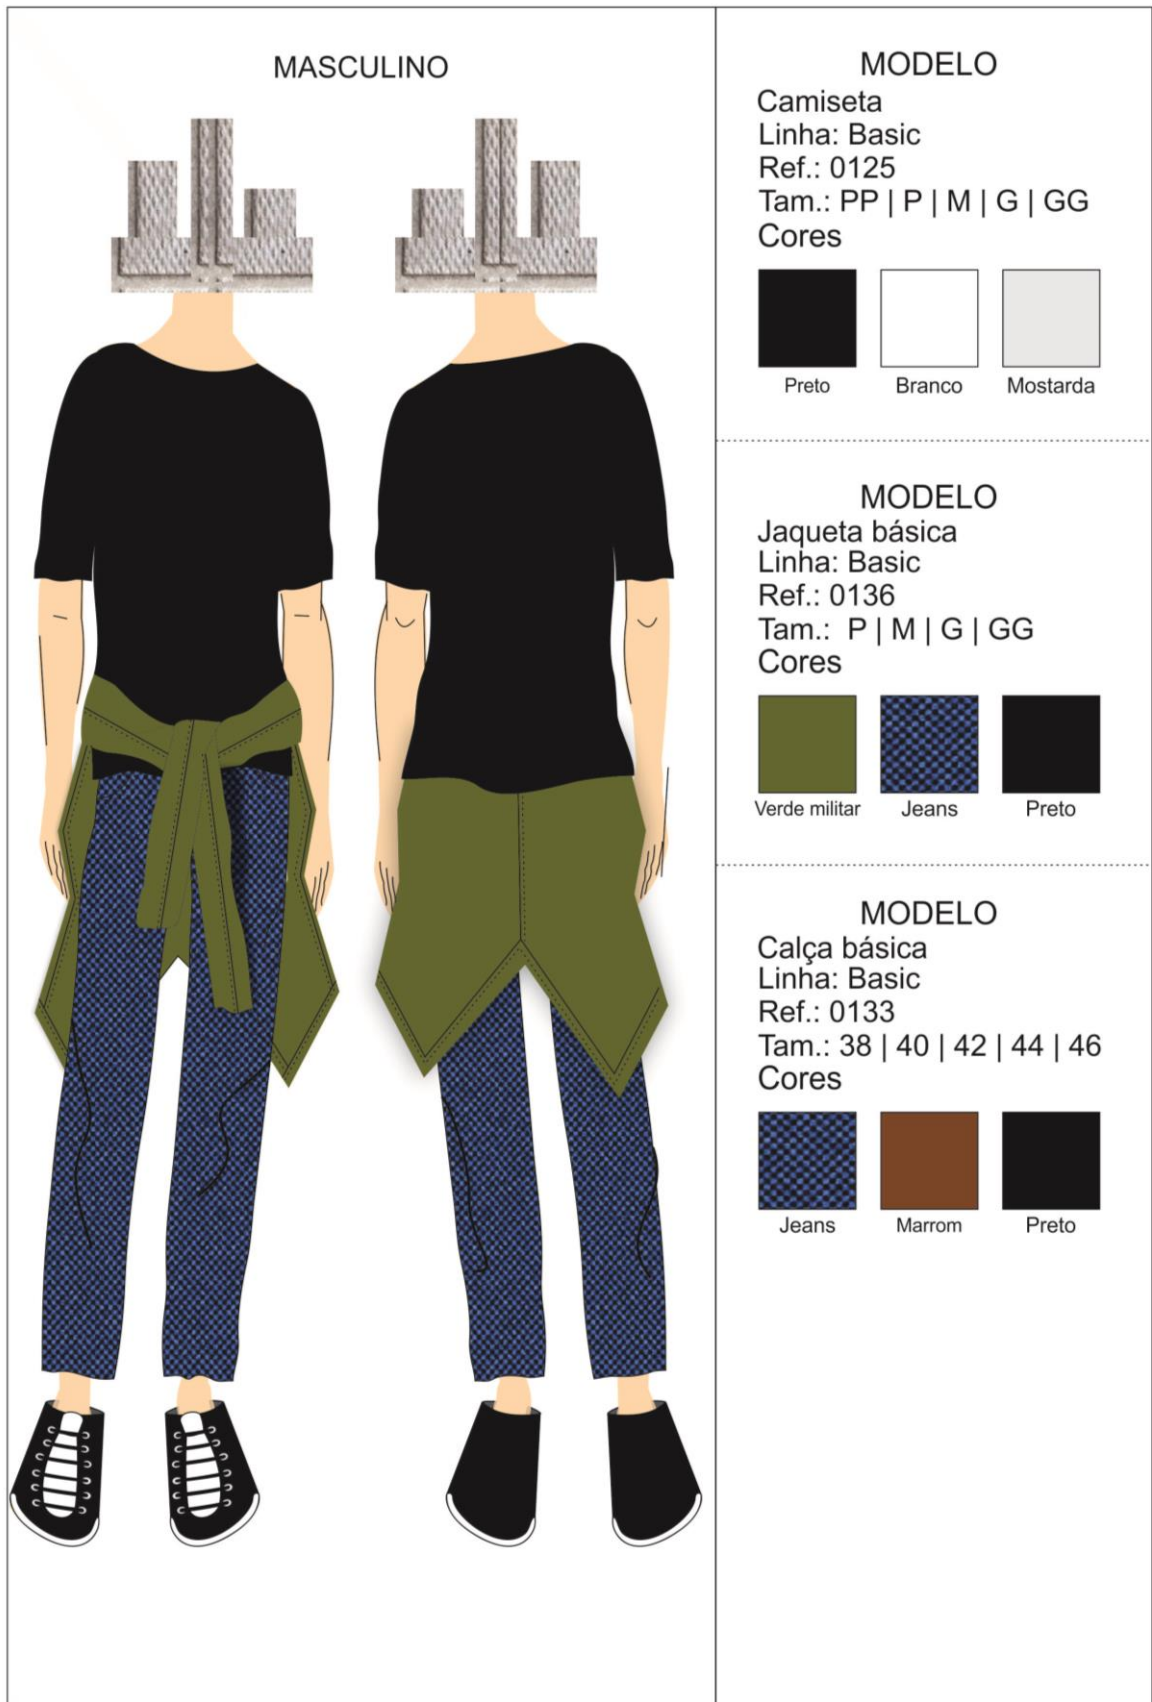 MASCULINO
MODELO
Camiseta
Linha: Basic
Ref.: 0125
Tam.: PP | P | M | G | GG
Cores
Preto Branco Mostarda
MODELO
Jaqueta básica
Linha: Basic
Ref.: 0136
Tam.: P | M | G | GG
Cores
Verde militar Jeans Preto
MODELO
Calça básica
Linha: Basic
Ref.: 0133
Tam.: 38 | 40 | 42 | 44 | 46
Cores
Jeans Marrom Preto